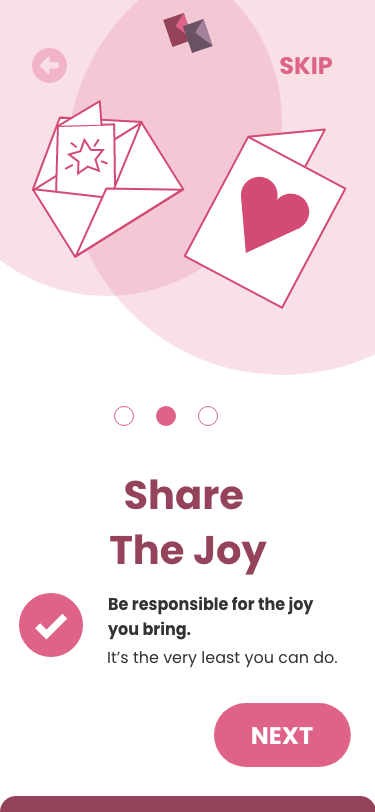 SKIP
Share
The Joy
Be responsible for the joy
you bring.
It’s the very least you can do.
NEXT